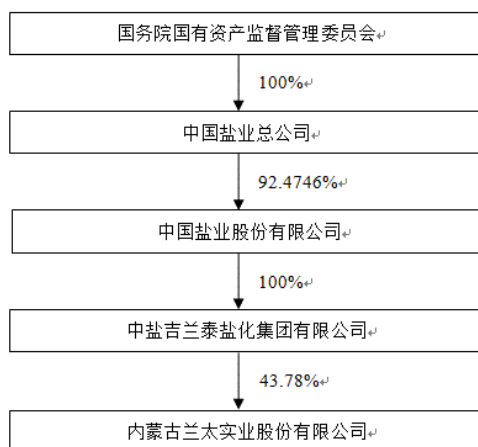 国务院国有资产监督管理委员会
100%
中国盐业总公司
92.4746%
中国盐业股份有限公司
100%
中盐吉兰泰盐化集团有限公司
43.78%
内蒙古兰太实业股份有限公司